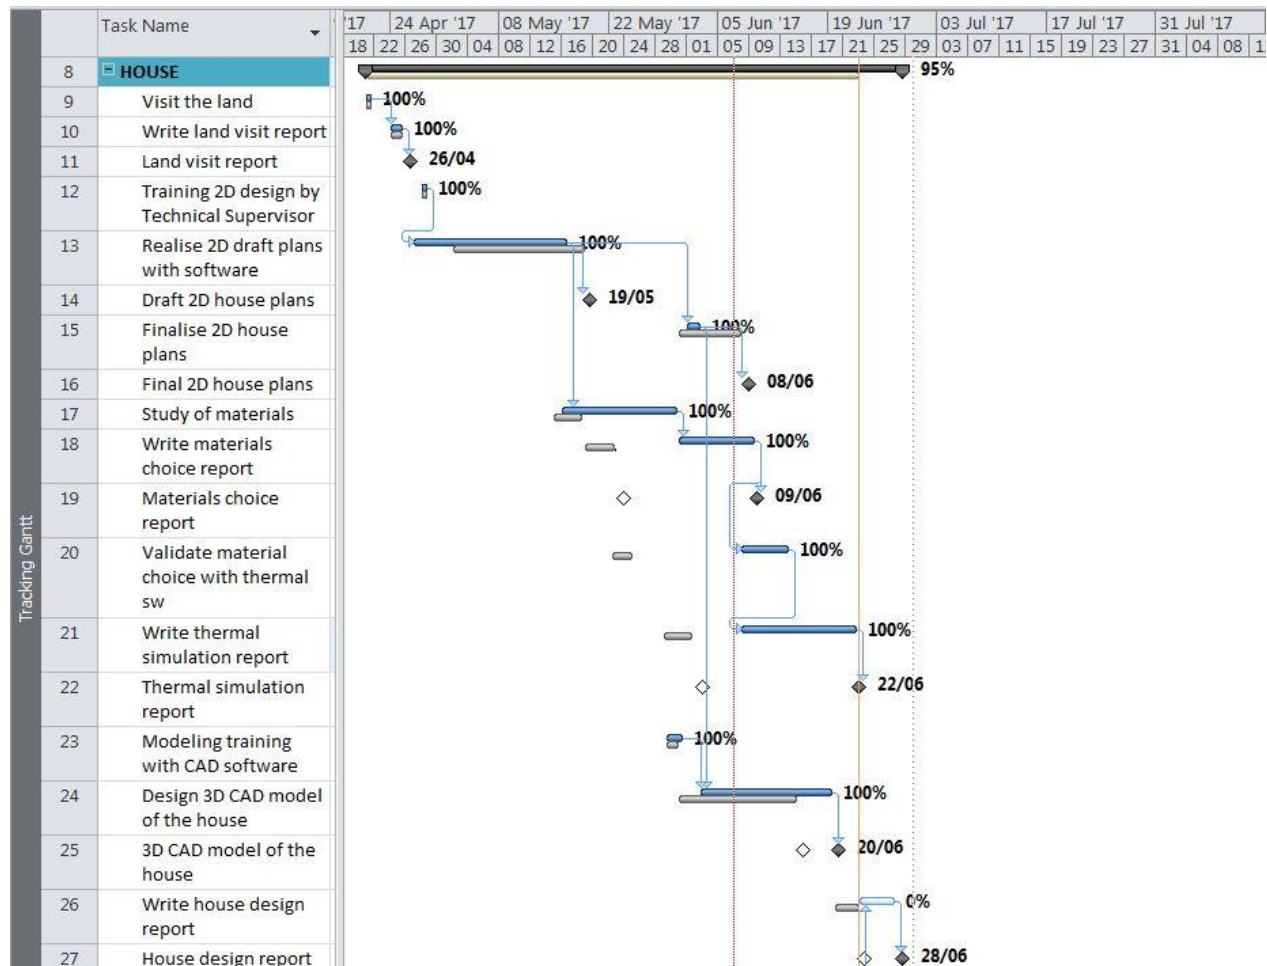 Task Name
'17 24 Apr '17 08 May '17 22 May '17 05 Jun '17 19 Jun '17 03 Jul '17 17 Jul '17 31 Jul '17
18 22 26 30 04 08 12 16 20 24 28 01 05 09 13 17 21 25 29 03 07 11 15 19 23 27 31 04 08
8 HOUSE 95%
9 Visit the land 100%
10 Write land visit report 100%
11 Land visit report 26/04
12 Training 2D design by 100%
Technical Supervisor
13 Realise 2D draft plans 100%
with software
14 Draft 2D house plans 19/05
15 Finalise 2D house 100%
plans
16 Final 2D house plans 08/06
17 Study of materials 100%
18 Write materials 100%
choice report
19 Materials choice 09/06
report
20 Validate material 100%
choice with thermal
sw
21 Write thermal 100%
simulation report
22 Thermal simulation 22/06
report
23 Modeling training 100%
with CAD software
24 Design 3D CAD model 100%
of the house
25 3D CAD model of the 20/06
house
26 Write house design 0%
report
27 House design report 28/06
Tracking Gantt